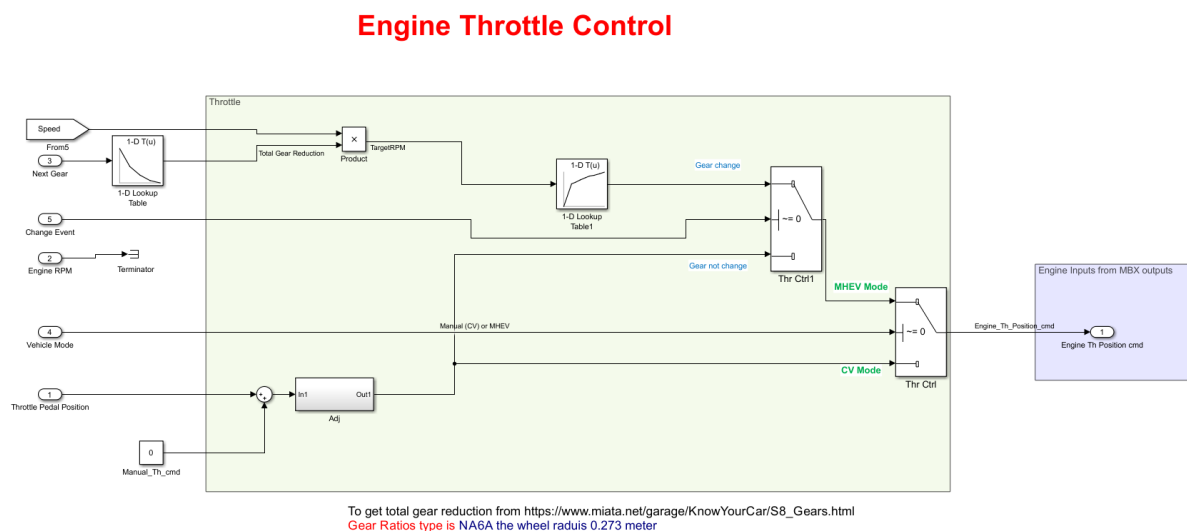 Engine Throttle Control
Throttle
Speed
From5
3
Next Gear
1-D T(u)
1-D Lookup
Table
Total Gear Reduction
×
Product
TargetRPM
1-D T(u)
1-D Lookup
Table1
Gear change
5
Change Event
~= 0
2
Engine RPM
Terminator
Gear not change
Thr Ctrl1
Engine Inputs from MBX outputs
MHEV Mode
4
Vehicle Mode
Manual (CV) or MHEV
~= 0
Engine_Th_Position_cmd
1
Engine Th Position cmd
CV Mode
Thr Ctrl
1
Throttle Pedal Position
+
+
In1
Out1
Adj
0
Manual_Th_cmd
To get total gear reduction from https://www.miata.net/garage/KnowYourCar/S8_Gears.html
Gear Ratios type is NA6A the wheel raduis 0.273 meter